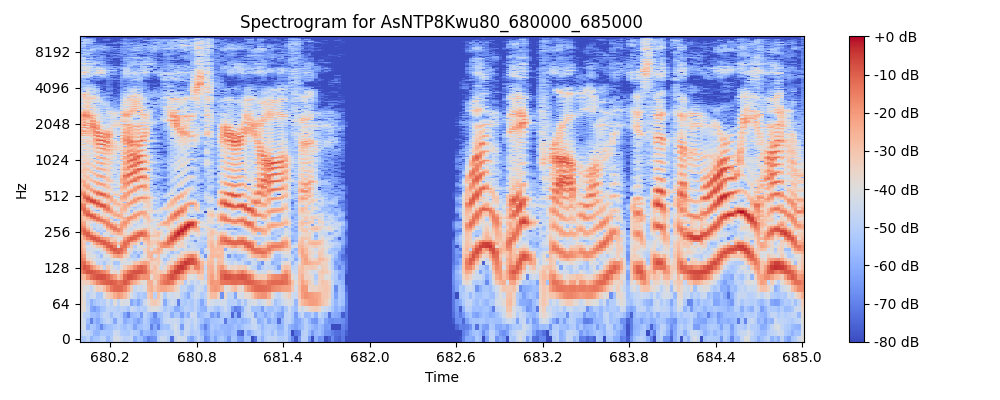 Spectrogram for AsNTP8Kwu80_680000_685000
Hz
8192
4096
2048
1024
512
256
128
64
0
680.2 680.8 681.4 682.0 682.6 683.2 683.8 684.4 685.0
Time
+0 dB
-10 dB
-20 dB
-30 dB
-40 dB
-50 dB
-60 dB
-70 dB
-80 dB